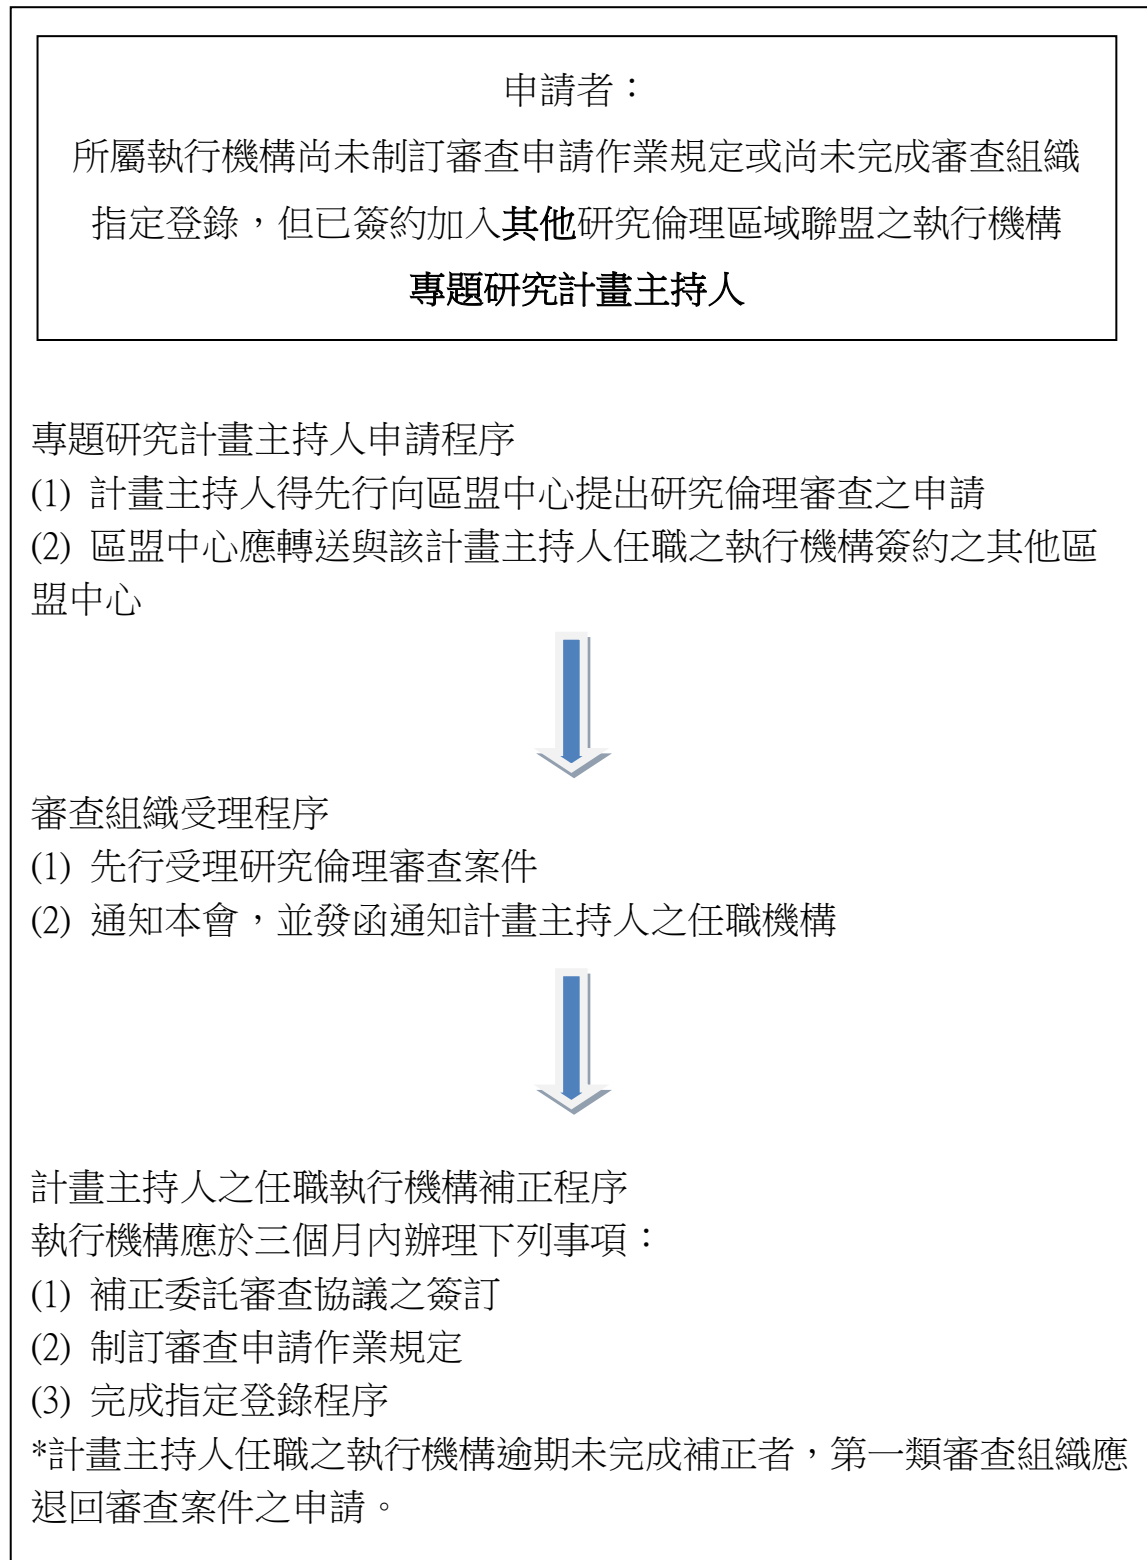 申請者：
所屬執行機構尚未制訂審查申請作業規定或尚未完成審查組織
指定登錄，但已簽約加入其他研究倫理區域聯盟之執行機構
專題研究計畫主持人
專題研究計畫主持人申請程序
(1) 計畫主持人得先行向區盟中心提出研究倫理審查之申請
(2) 區盟中心應轉送與該計畫主持人任職之執行機構簽約之其他區
盟中心
審查組織受理程序
(1) 先行受理研究倫理審查案件
(2) 通知本會，並發函通知計畫主持人之任職機構
計畫主持人之任職執行機構補正程序
執行機構應於三個月內辦理下列事項：
(1) 補正委託審查協議之簽訂
(2) 制訂審查申請作業規定
(3) 完成指定登錄程序
*計畫主持人任職之執行機構逾期未完成補正者，第一類審查組織應
退回審查案件之申請。